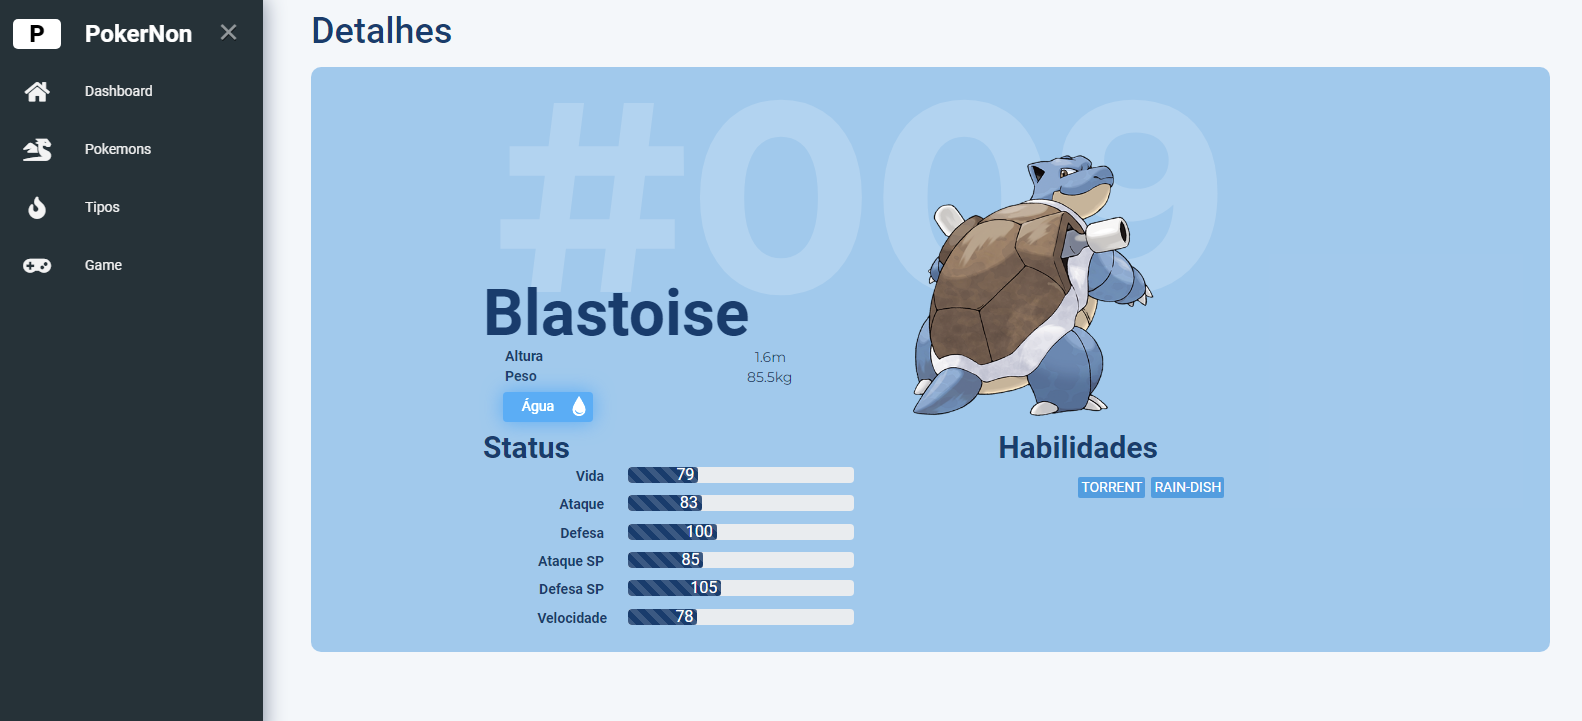 P PokerNon ×
Dashboard
Pokemons
Tipos
Game
Detalhes
#009
Blastoise
Altura 1.6m
Peso 85.5kg
Água
Status
Vida 79
Ataque 83
Defesa 100
Ataque SP 85
Defesa SP 105
Velocidade 78
Habilidades
TORRENT RAIN-DISH